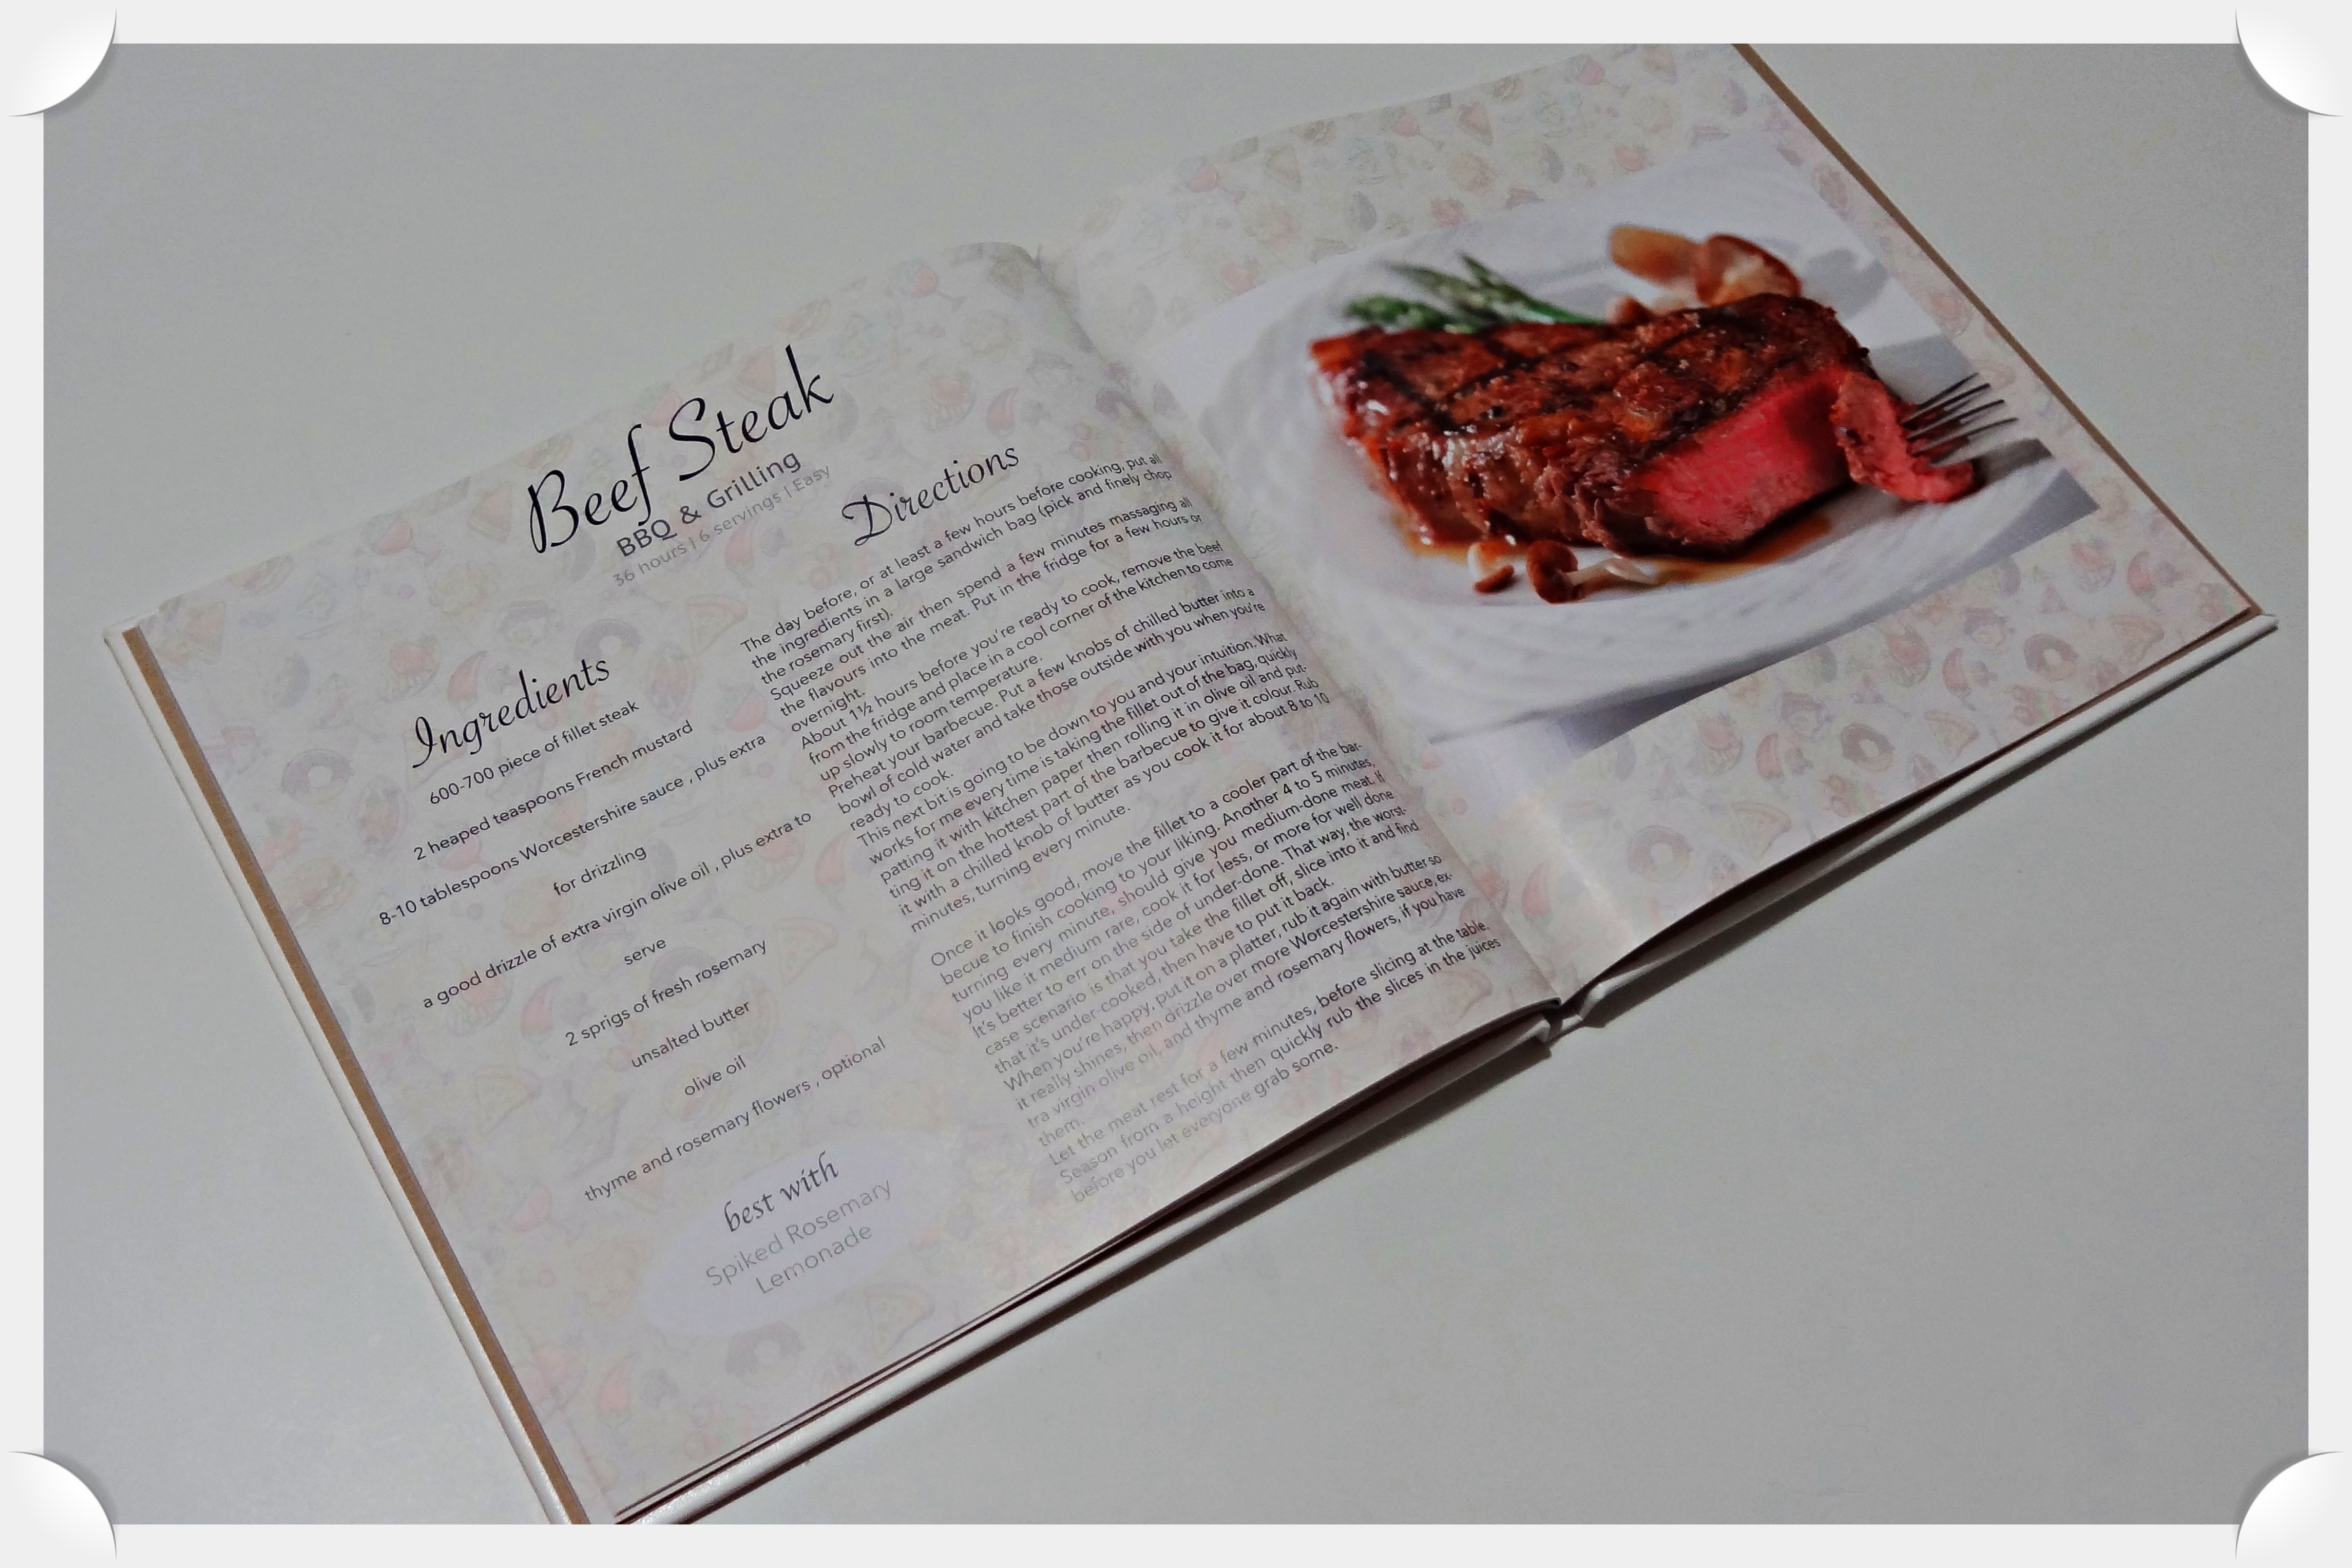 Beef Steak
BBQ & Grilling
36 hours | 6 servings | Easy
Ingredients
600-700 piece of fillet steak
2 heaped teaspoons French mustard
8-10 tablespoons Worcestershire sauce , plus extra
for drizzling
a good drizzle of extra virgin olive oil , plus extra to
serve
2 sprigs of fresh rosemary
unsalted butter
olive oil
thyme and rosemary flowers , optional
best with
Spiked Rosemary
Lemonade
Directions
The day before, or at least a few hours before cooking, put all
the ingredients in a large sandwich bag (pick and finely chop
the rosemary first).
Squeeze out the air then spend a few minutes massaging all
the flavours into the meat. Put in the fridge for a few hours or
overnight.
About 1½ hours before you're ready to cook, remove the beef
from the fridge and place in a cool corner of the kitchen to come
up slowly to room temperature.
Preheat your barbecue. Put a few knobs of chilled butter into a
bowl of cold water and take those outside with you when you're
ready to cook.
This next bit is going to be down to you and your intuition. What
works for me every time is taking the fillet out of the bag, quickly
patting it with kitchen paper then rolling it in olive oil and put-
ting it on the hottest part of the barbecue to give it colour. Rub
it with a chilled knob of butter as you cook it for about 8 to 10
minutes, turning every minute.
Once it looks good, move the fillet to a cooler part of the bar-
becue to finish cooking to your liking. Another 4 to 5 minutes,
turning every minute, should give you medium-done meat. If
you like it medium rare, cook it for less, or more for well done
It's better to err on the side of under-done. That way, the worst-
case scenario is that you take the fillet off, slice into it and find
that it's under-cooked, then have to put it back.
When you're happy, put it on a platter, rub it again with butter so
it really shines, then drizzle over more Worcestershire sauce, ex-
tra virgin olive oil, and thyme and rosemary flowers, if you have
them.
Let the meat rest for a few minutes, before slicing at the table.
Season from a height then quickly rub the slices in the juices
before you let everyone grab some.